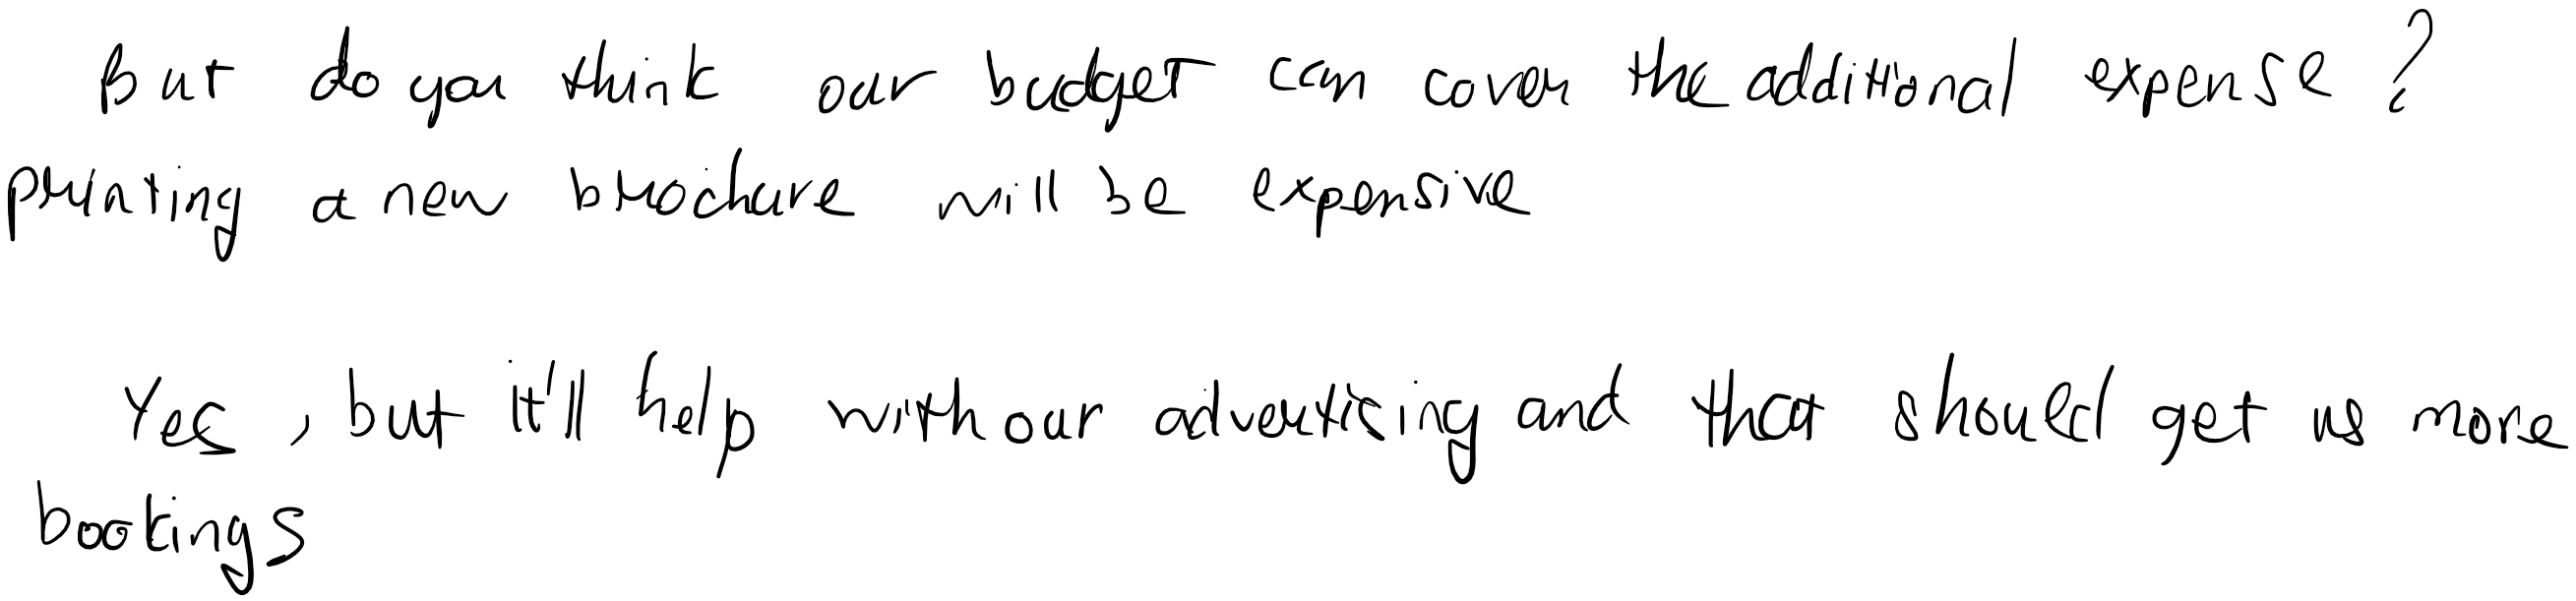 But do you think our budget can cover the additional expense?
printing a new brochure will be expensive
Yes, but it'll help with our advertising and that should get us more
bookings